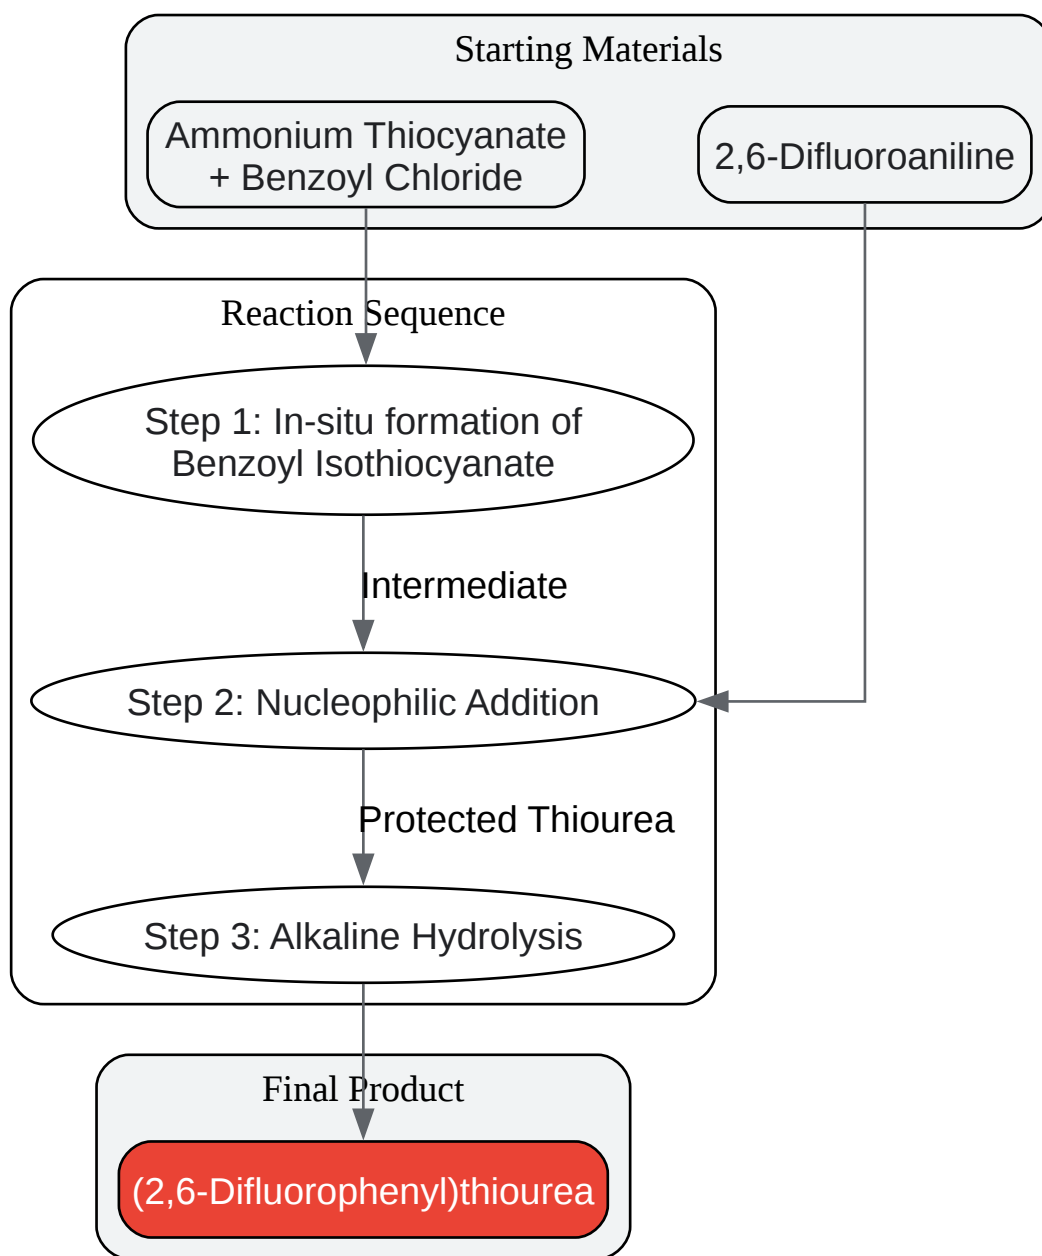 Starting Materials
Ammonium Thiocyanate
+ Benzoyl Chloride
2,6-Difluoroaniline
Reaction Sequence
Step 1: In-situ formation of
Benzoyl Isothiocyanate
Intermediate
Step 2: Nucleophilic Addition
Protected Thiourea
Step 3: Alkaline Hydrolysis
Final Product
(2,6-Difluorophenyl)thiourea